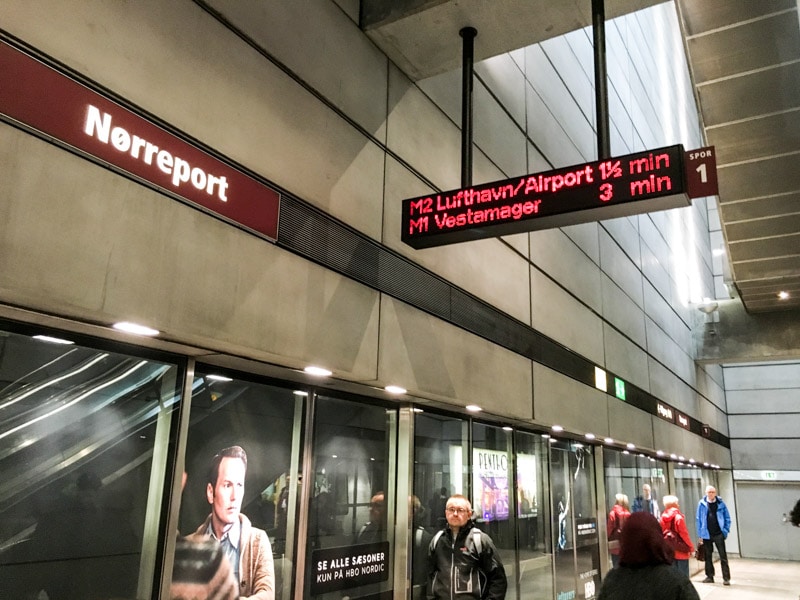 Nørreport
M2 Lufthavn/Airport 1½ min
M1 Vestamager 3 min
SPOR
1
SE ALLE SÆSONER
KUN PÅ HBO NORDIC
HBO